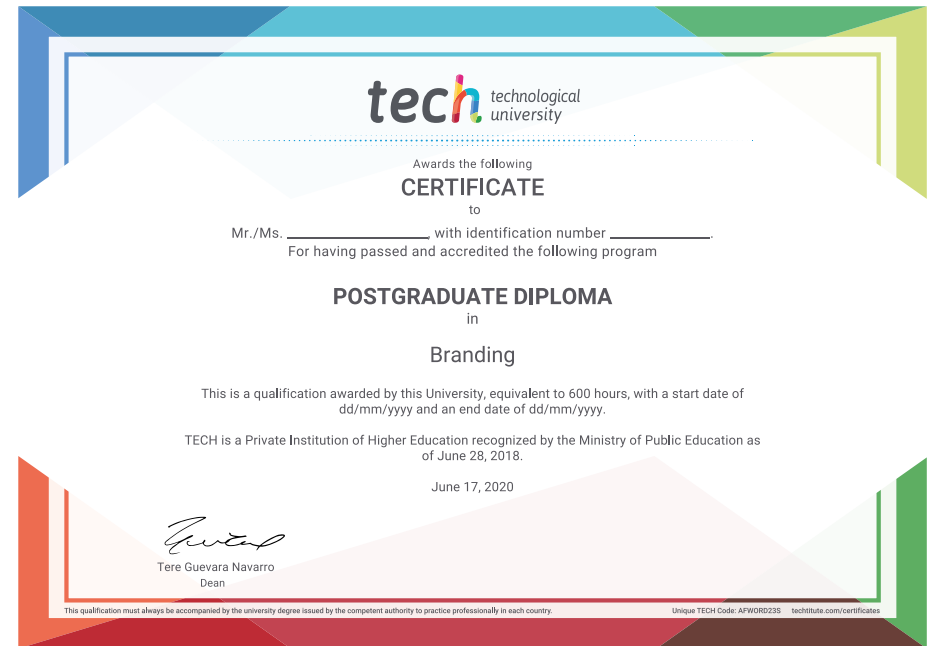 tech technological
university
Awards the following
CERTIFICATE
to
Mr./Ms. ____________, with identification number ____________.
For having passed and accredited the following program
POSTGRADUATE DIPLOMA
in
Branding
This is a qualification awarded by this University, equivalent to 600 hours, with a start date of
dd/mm/yyyy and an end date of dd/mm/yyyy.
TECH is a Private Institution of Higher Education recognized by the Ministry of Public Education as
of June 28, 2018.
June 17, 2020
Tere Guevara Navarro
Dean
This qualification must always be accompanied by the university degree issued by the competent authority to practice professionally in each country.
Unique TECH Code: AFWORD23S techtitute.com/certificates